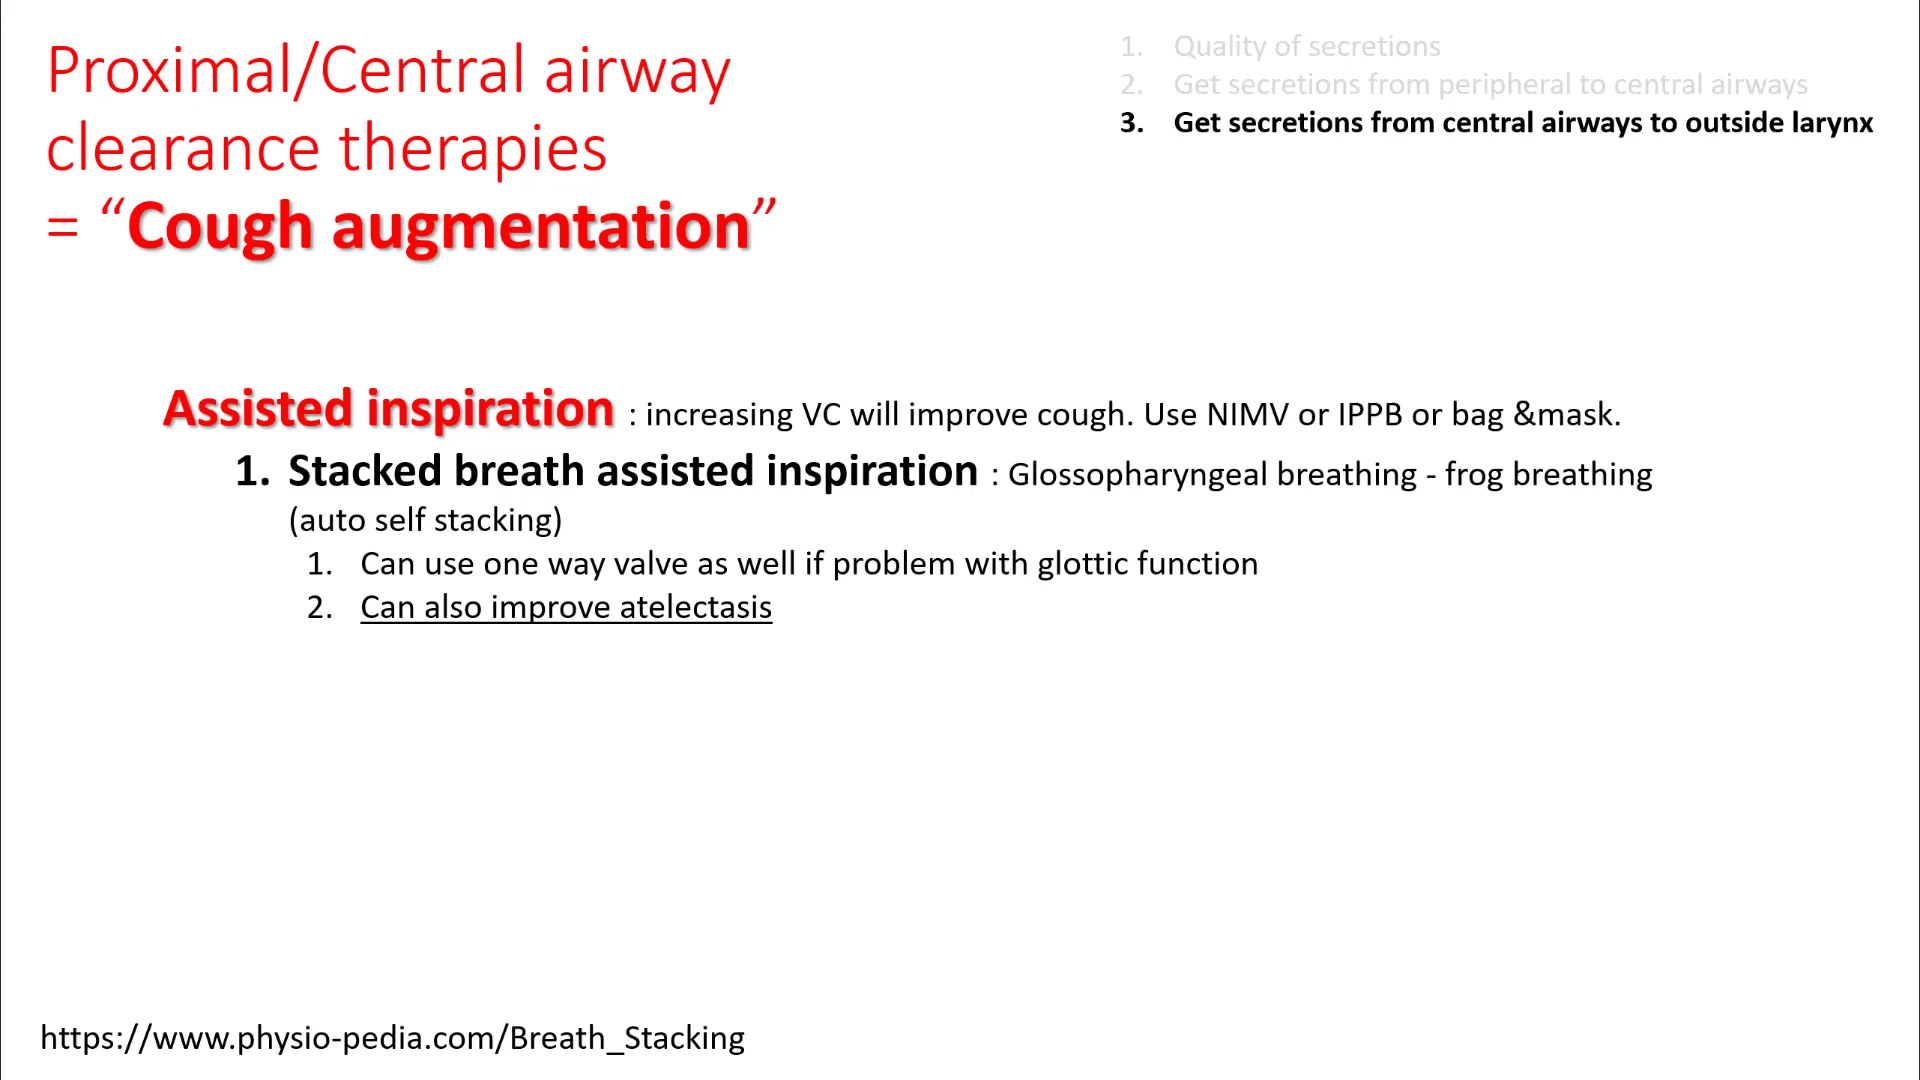 Proximal/Central airway
clearance therapies
= “Cough augmentation”
1. Quality of secretions
2. Get secretions from peripheral to central airways
3. Get secretions from central airways to outside larynx
Assisted inspiration : increasing VC will improve cough. Use NIMV or IPPB or bag &mask.
1. Stacked breath assisted inspiration : Glossopharyngeal breathing - frog breathing
(auto self stacking)
1. Can use one way valve as well if problem with glottic function
2. Can also improve atelectasis
https://www.physio-pedia.com/Breath_Stacking